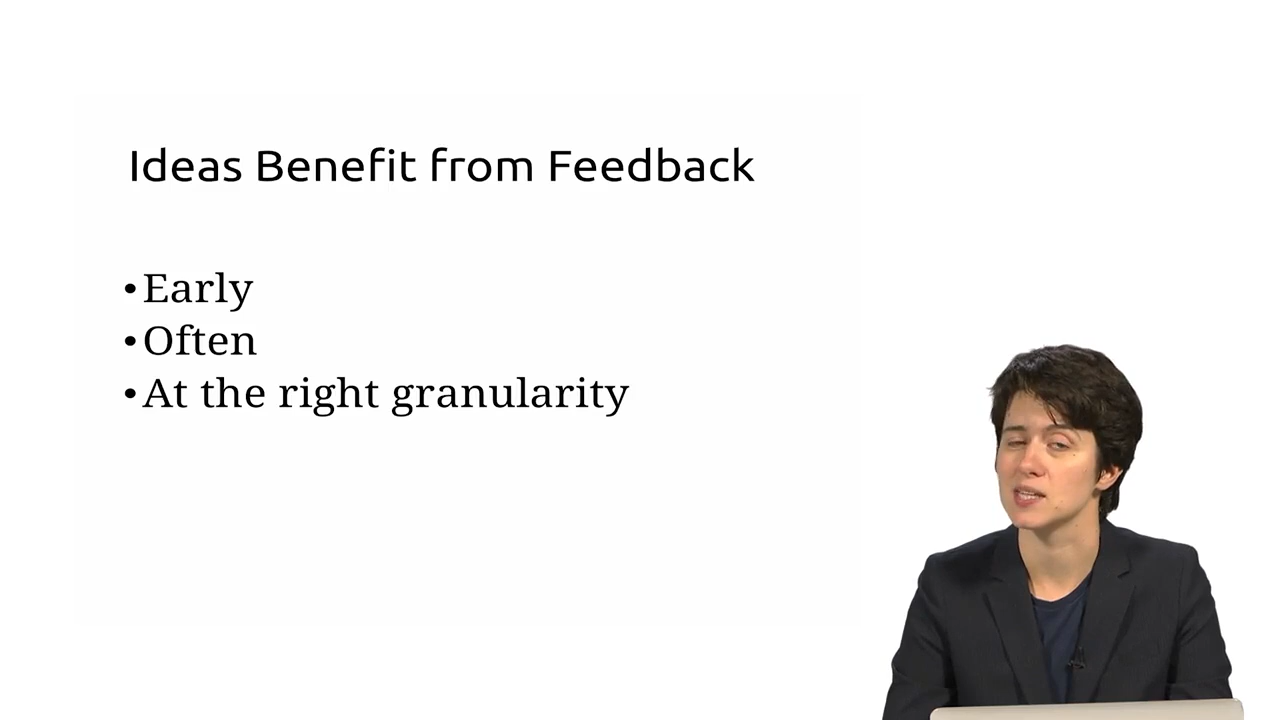 Ideas Benefit from Feedback
•Early
•Often
•At the right granularity